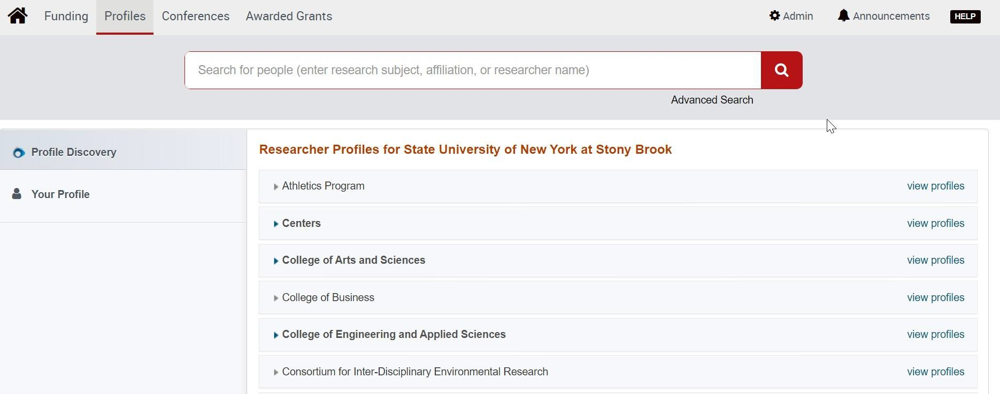 Funding Profiles Conferences Awarded Grants Admin Announcements HELP
Search for people (enter research subject, affiliation, or researcher name)
Advanced Search
Profile Discovery
Your Profile
Researcher Profiles for State University of New York at Stony Brook
Athletics Program view profiles
Centers view profiles
College of Arts and Sciences view profiles
College of Business view profiles
College of Engineering and Applied Sciences view profiles
Consortium for Inter-Disciplinary Environmental Research view profiles